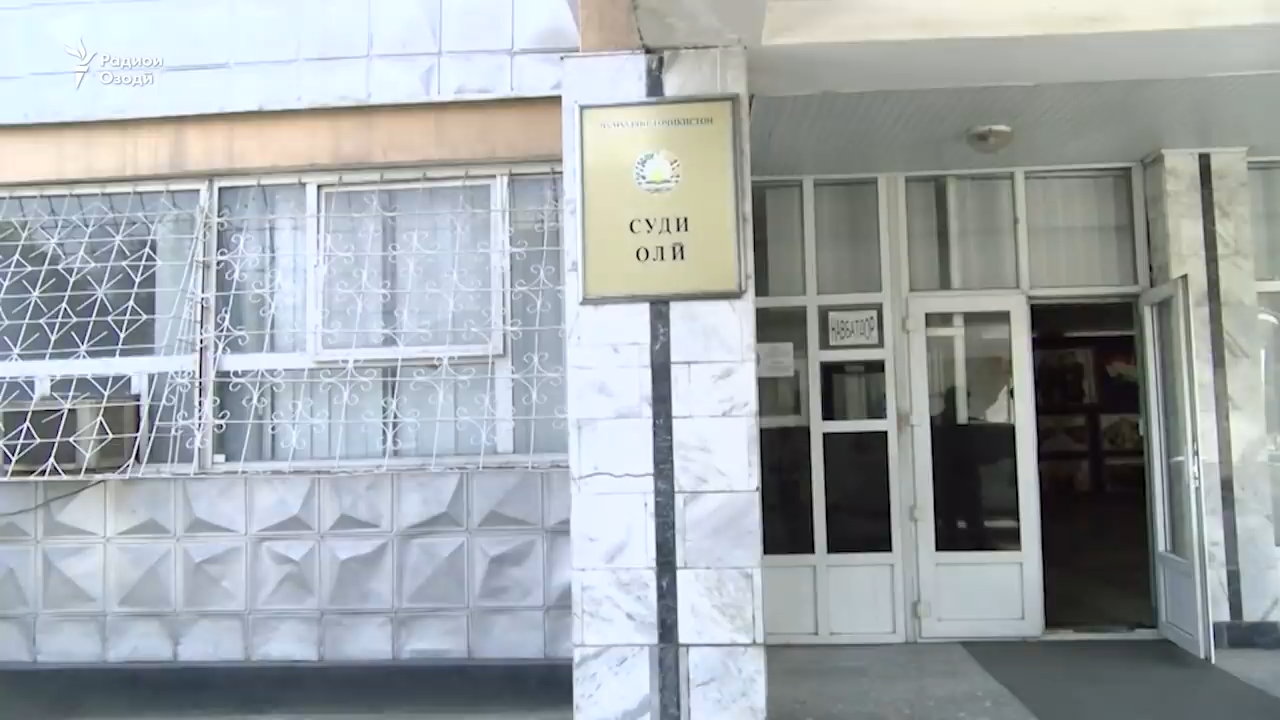 Радиои
Озодӣ
ҶУМҲУРИИ ТОҶИКИСТОН
СУДИ
ОЛӢ
НАВБАТДОР